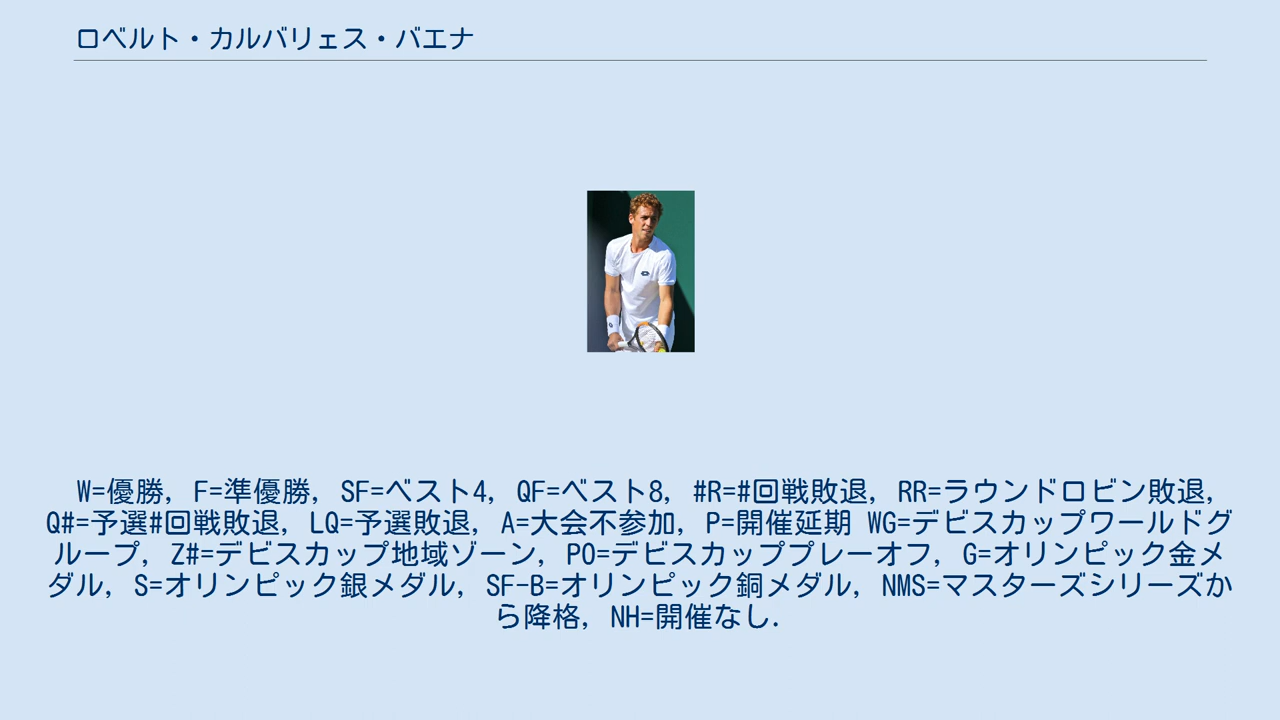 ロベルト・カルバリェス・バエナ
W=優勝, F=準優勝, SF=ベスト4, QF=ベスト8, #R=#回戦敗退, RR=ラウンドロビン敗退,
Q#=予選#回戦敗退, LQ=予選敗退, A=大会不参加, P=開催延期 WG=デビスカップワールドグ
ループ, Z#=デビスカップ地域ゾーン, PO=デビスカッププレーオフ, G=オリンピック金メ
ダル, S=オリンピック銀メダル, SF-B=オリンピック銅メダル, NMS=マスターズシリーズか
ら降格, NH=開催なし.